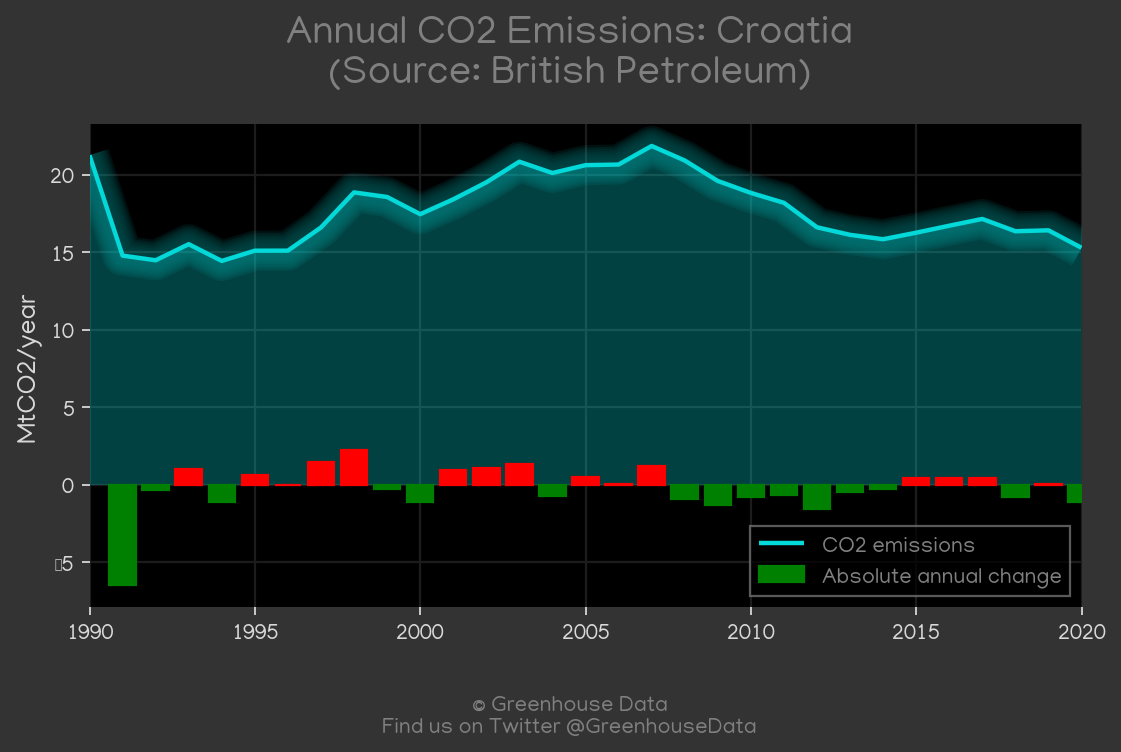 Annual CO2 Emissions: Croatia
(Source: British Petroleum)
MtCO2/year
20
15
10
5
0
▯5
CO2 emissions
Absolute annual change
1990 1995 2000 2005 2010 2015 2020
© Greenhouse Data
Find us on Twitter @GreenhouseData